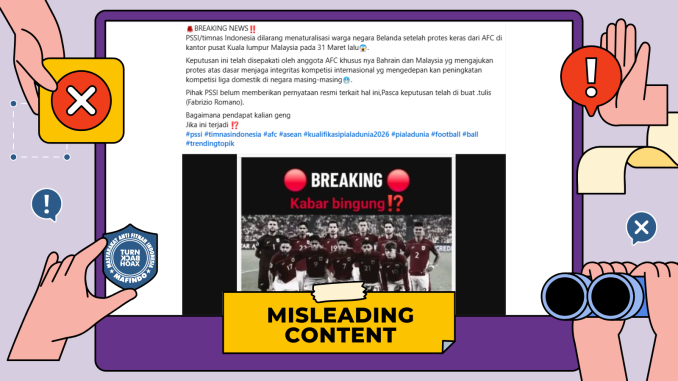 🚨BREAKING NEWS‼️
PSSI/timnas Indonesia dilarang menaturalisasi warga negara Belanda setelah protes keras dari AFC di
kantor pusat Kuala lumpur Malaysia pada 31 Maret lalu😱.
Keputusan ini telah disepakati oleh anggota AFC khusus nya Bahrain dan Malaysia yg mengajukan
protes atas dasar menjaga integritas kompetisi internasional yg mengedepan kan peningkatan
kompetisi liga domestik di negara masing-masing🥶.
Pihak PSSI belum memberikan pernyataan resmi terkait hal ini,Pasca keputusan telah di buat .tulis
(Fabrizio Romano).
Bagaimana pendapat kalian geng
Jika ini terjadi ⁉️
#pssi #timnasindonesia #afc #asean #kualifikasipialadunia2026 #pialadunia #football #ball
#trendingtopik
🔴 BREAKING 🔴
Kabar bingung⁉️
MASYARAKAT ANTI FITNAH INDONESIA
TURN
BACK
HOAX
MAFINDO
MISLEADING
CONTENT